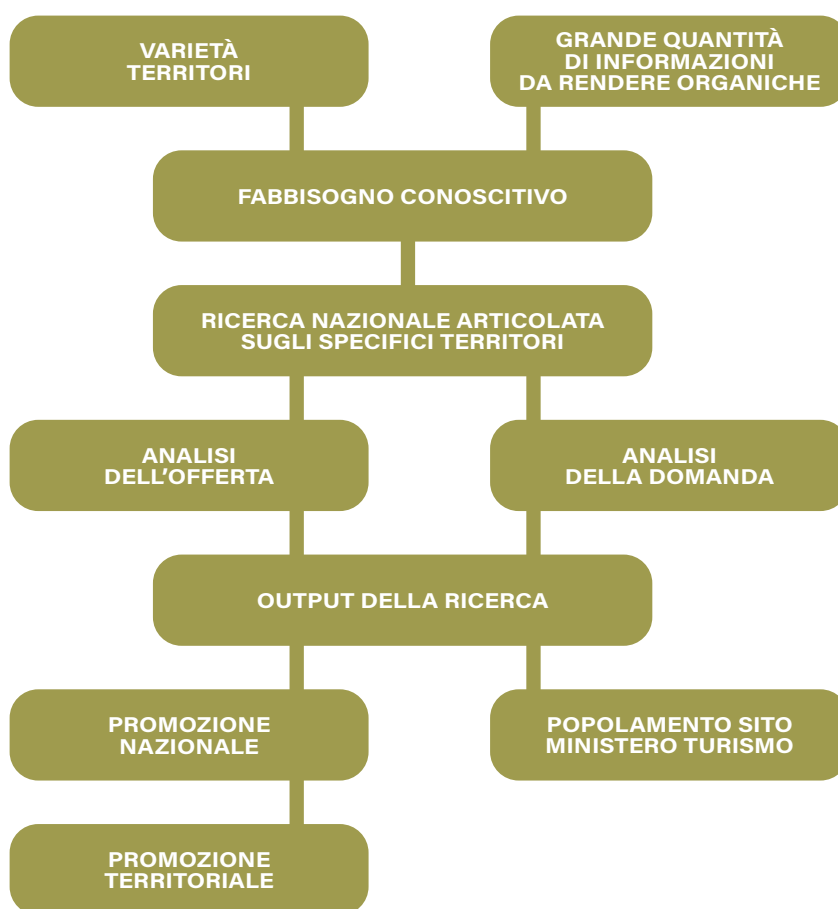 VARIETÀ
TERRITORI
GRANDE QUANTITÀ
DI INFORMAZIONI
DA RENDERE ORGANICHE
FABBISOGNO CONOSCITIVO
RICERCA NAZIONALE ARTICOLATA
SUGLI SPECIFICI TERRITORI
ANALISI
DELL’OFFERTA
ANALISI
DELLA DOMANDA
OUTPUT DELLA RICERCA
PROMOZIONE
NAZIONALE
POPOLAMENTO SITO
MINISTERO TURISMO
PROMOZIONE
TERRITORIALE